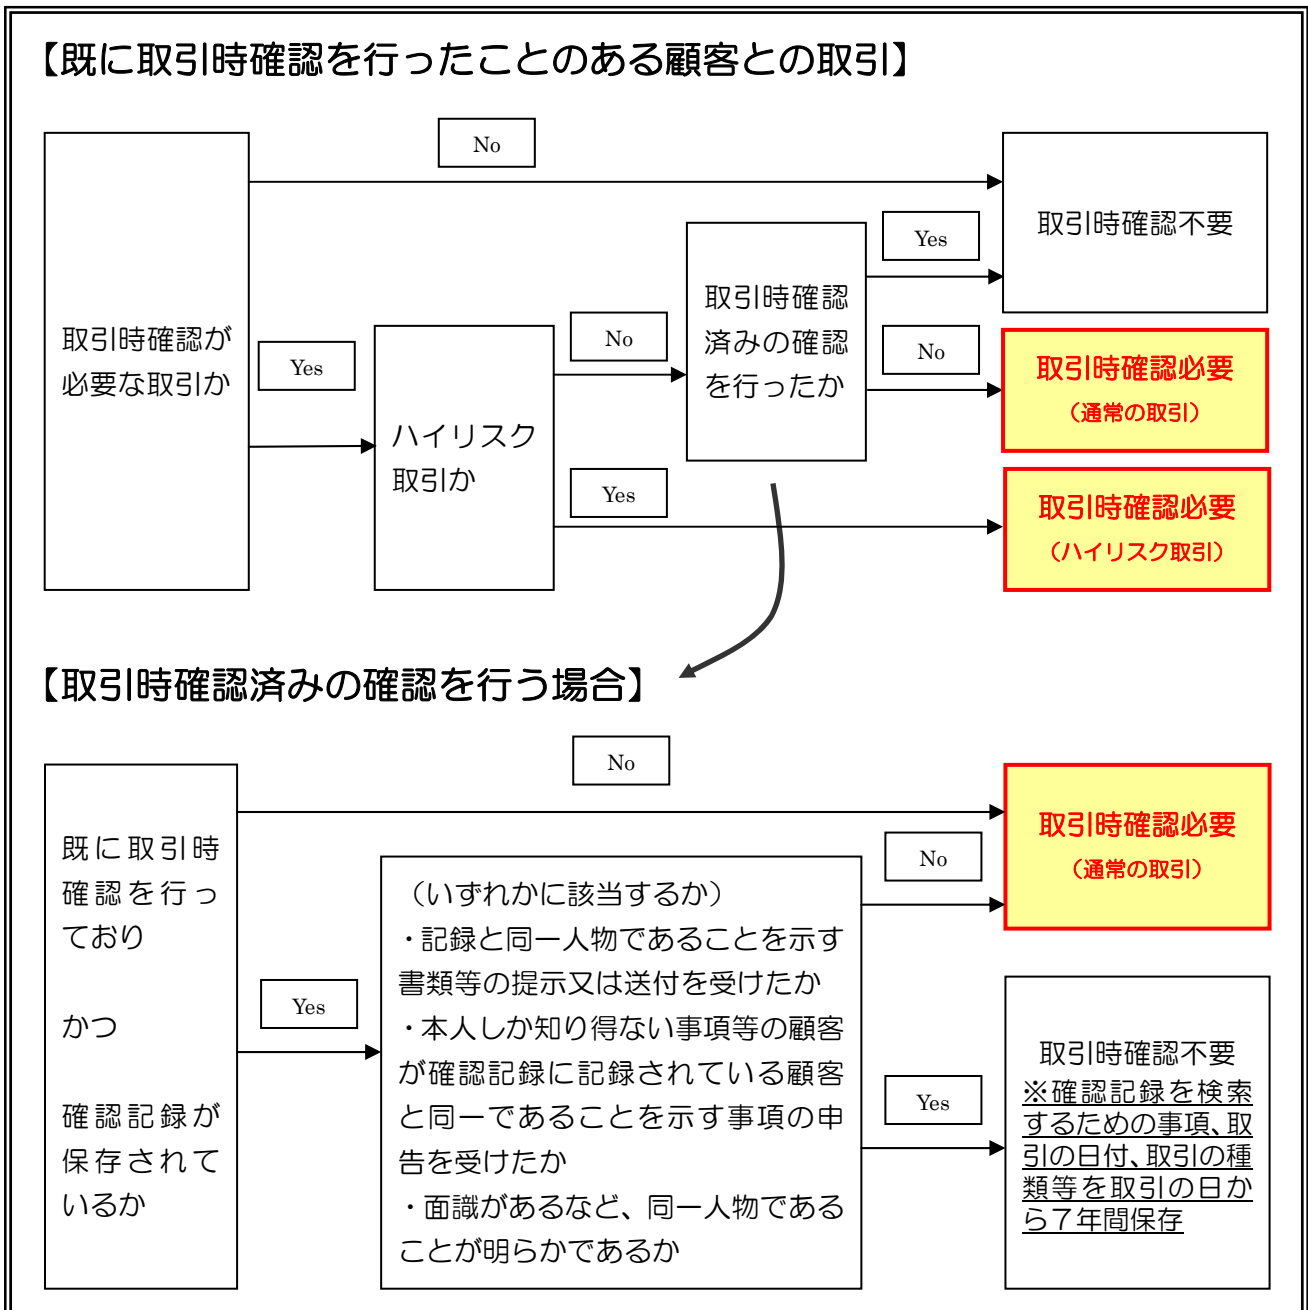 【既に取引時確認を行ったことのある顧客との取引】
No
取引時確認不要
Yes
取引時確認
済みの確認
を行ったか
取引時確認が
必要な取引か
Yes
No
No
取引時確認必要
（通常の取引）
ハイリスク
取引か
Yes
取引時確認必要
（ハイリスク取引）
【取引時確認済みの確認を行う場合】
No
取引時確認必要
（通常の取引）
既に取引時
確認を行っ
ており
かつ
確認記録が
保存されて
いるか
Yes
（いずれかに該当するか）
・記録と同一人物であることを示す
書類等の提示又は送付を受けたか
・本人しか知り得ない事項等の顧客
が確認記録に記録されている顧客
と同一であることを示す事項の申
告を受けたか
・面識があるなど、同一人物である
ことが明らかであるか
No
Yes
取引時確認不要
※確認記録を検索
するための事項、取
引の日付、取引の種
類等を取引の日か
ら７年間保存